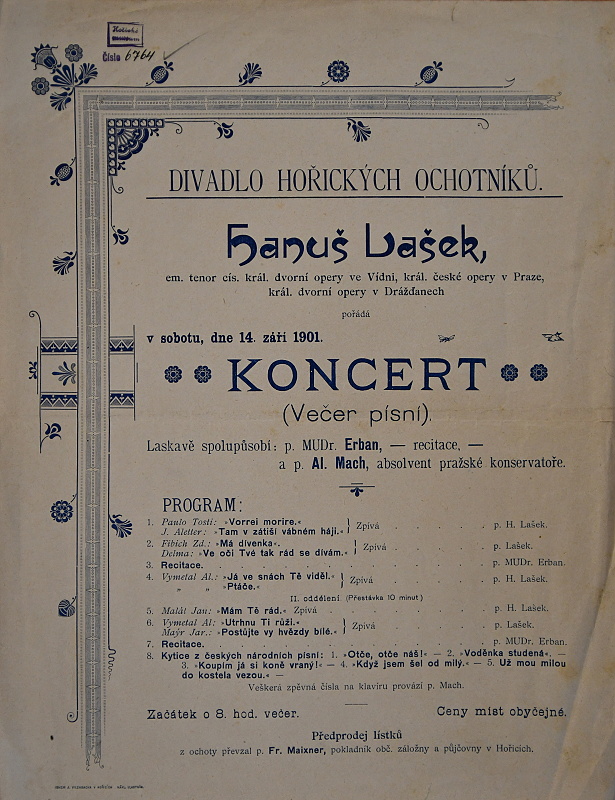 Číslo 6764
DIVADLO HOŘICKÝCH OCHOTNÍKŮ.
Hanuš Lašek,
em. tenor cís. král. dvorní opery ve Vídni, král. české opery v Praze,
král. dvorní opery v Drážďanech
pořádá
v sobotu, dne 14. září 1901.
KONCERT
(Večer písní).
Laskavě spolupůsobí: p. MUDr. Erban, — recitace, —
a p. Al. Mach, absolvent pražské konservatoře.
PROGRAM:
1. Paulo Tosti: »Vorrei morire.«
J. Aletter: »Tam v zátiší vábném háji.« } Zpívá . . . . . p. H. Lašek.
2. Fibich Zd.: »Má dívenka«.
Delma: »Ve oči Tvé tak rád se dívám.« } Zpívá . . . . . p. Lašek.
3. Recitace. . . . . . . . . . . p. MUDr. Erban.
4. Vymetal Al.: »Já ve snách Tě viděl.«
„ „ »Ptáče.« } Zpívá . . . . . p. H. Lašek.
II. oddělení. (Přestávka 10 minut)
5. Malát Jan: »Mám Tě rád.« Zpívá . . . . . p. H. Lašek.
6. Vymetal Al: »Utrhnu Ti růži.«
Mayr Jar.: »Postůjte vy hvězdy bílé.« } Zpívá . . . . . p. Lašek.
7. Recitace. . . . . . . . . . . p. MUDr. Erban.
8. Kytice z českých národních písní: 1. »Otče, otče náš!« — 2. »Voděnka studená«. —
3. »Koupím já si koně vraný!« — 4. »Když jsem šel od milý.« — 5. Už mou milou
do kostela vezou.« —
Veškerá zpěvná čísla na klavíru provází p. Mach.
Začátek o 8. hod. večer. Ceny míst obyčejné.
Předprodej lístků
z ochoty převzal p. Fr. Maixner, pokladník obč. záložny a půjčovny v Hořicích.